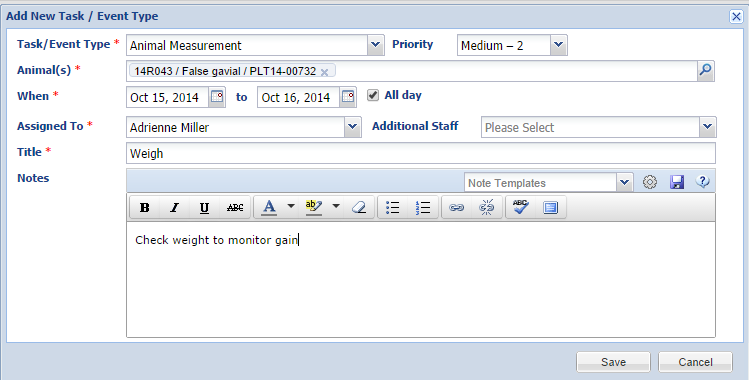 Add New Task / Event Type
Task/Event Type * Animal Measurement Priority Medium – 2
Animal(s) * 14R043 / False gavial / PLT14-00732 x
When * Oct 15, 2014 to Oct 16, 2014 All day
Assigned To * Adrienne Miller Additional Staff Please Select
Title * Weigh
Notes Note Templates
B I U ABC A ab ABC
Check weight to monitor gain
Save Cancel